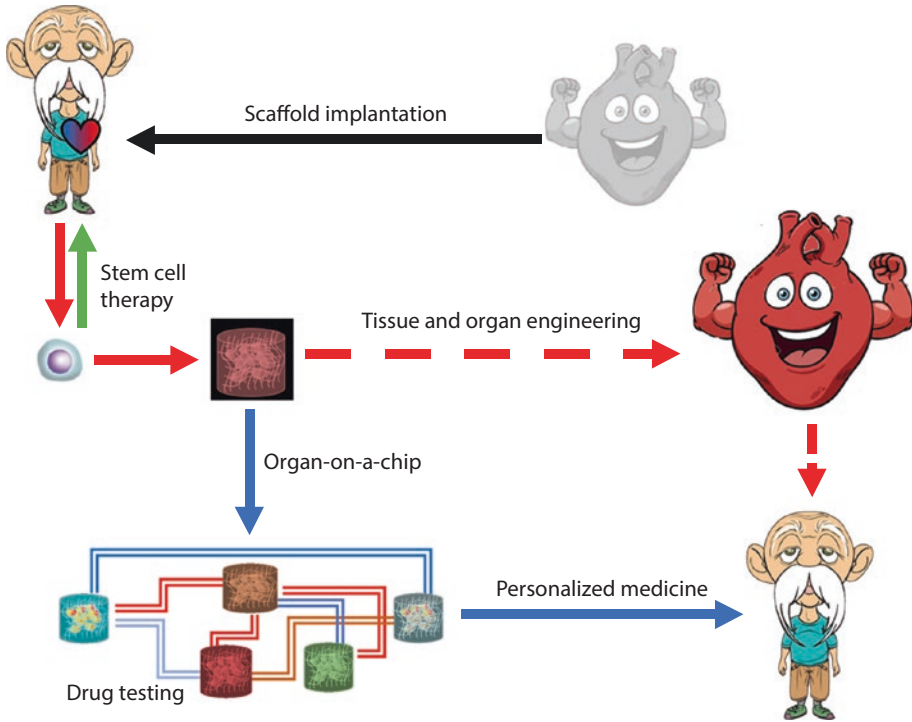 Scaffold implantation
Stem cell
therapy
Tissue and organ engineering
Organ-on-a-chip
Personalized medicine
Drug testing